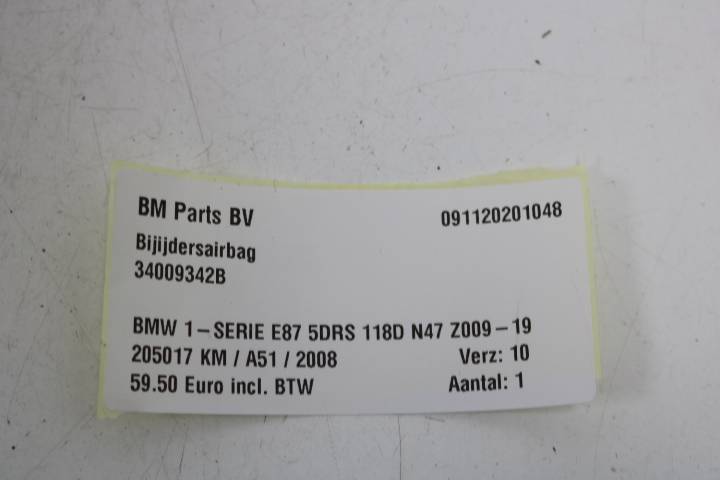 BM Parts BV 091120201048
Bijijdersairbag
34009342B
BMW 1-SERIE E87 5DRS 118D N47 Z009-19
205017 KM / A51 / 2008 Verz: 10
59.50 Euro incl. BTW Aantal: 1